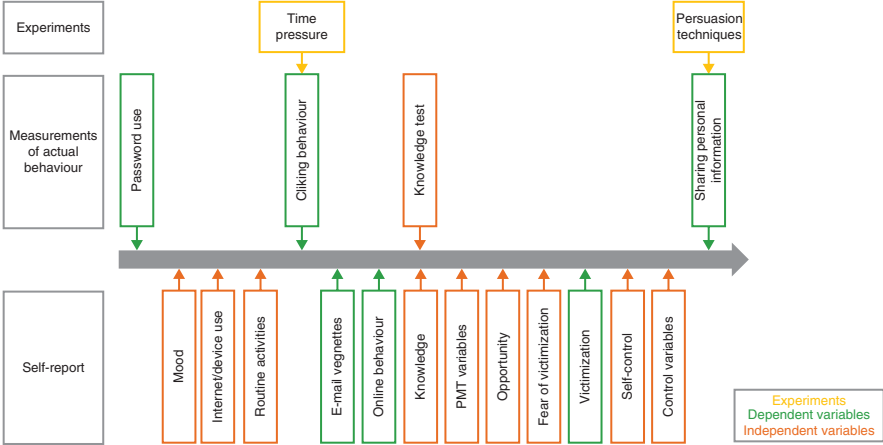 Experiments
Time
pressure
Persuasion
techniques
Measurements
of actual
behaviour
Password use
Cliking behaviour
Knowledge test
Sharing personal
information
Self-report
Mood
Internet/device use
Routine activities
E-mail vegnettes
Online behaviour
Knowledge
PMT variables
Opportunity
Fear of victimization
Victimization
Self-control
Control variables
Experiments
Dependent variables
Independent variables